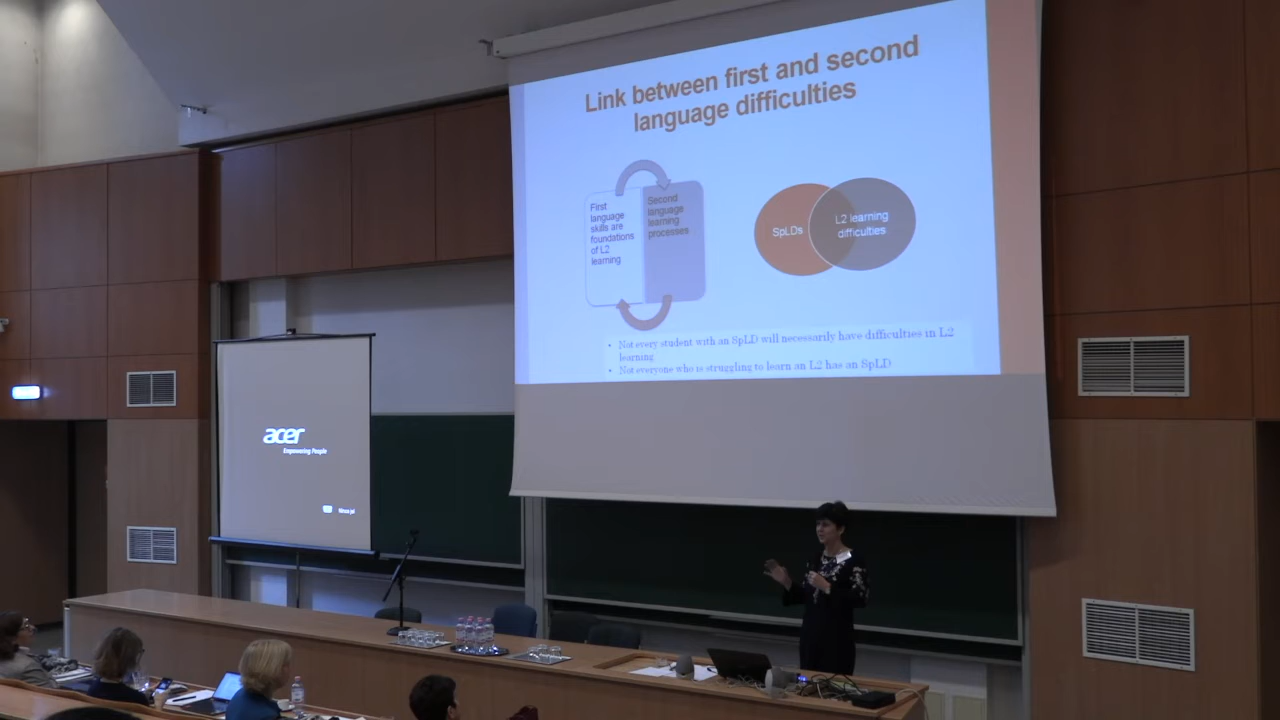 Link between first and second
language difficulties
First
language
skills are
foundations
of L2
learning
Second
language
learning
processes
SpLDs
L2 learning
difficulties
• Not every student with an SpLD will necessarily have difficulties in L2
learning
• Not everyone who is struggling to learn an L2 has an SpLD
acer
Empowering People
Nincs jel